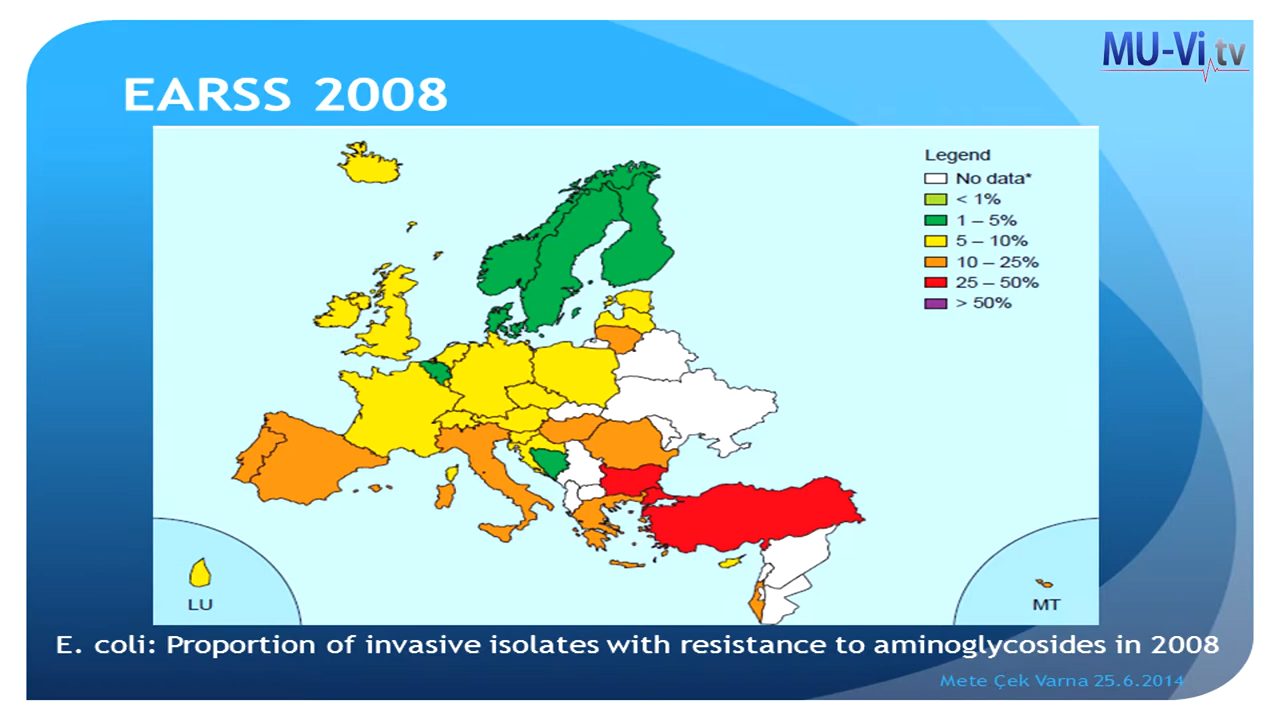 MU-Vi.tv
EARSS 2008
Legend
No data*
< 1%
1 – 5%
5 – 10%
10 – 25%
25 – 50%
> 50%
LU
MT
E. coli: Proportion of invasive isolates with resistance to aminoglycosides in 2008
Mete Çek Varna 25.6.2014